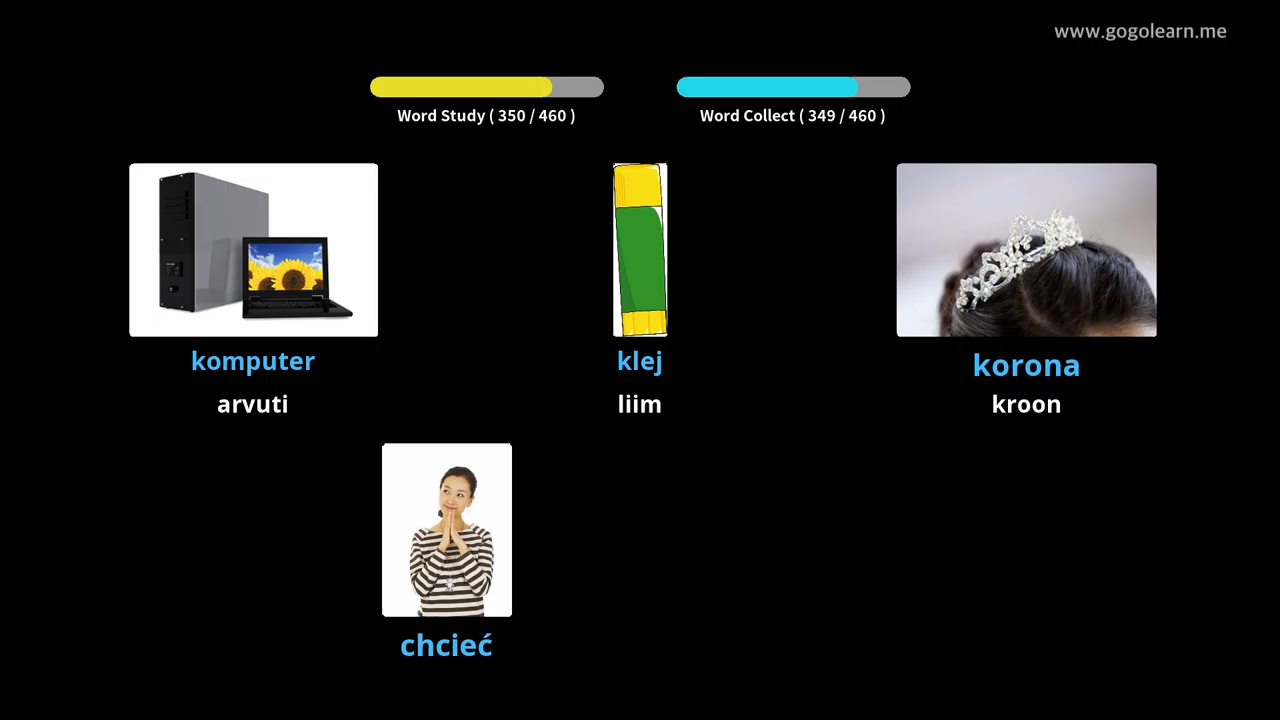 www.gogolearn.me
Word Study ( 350 / 460 )
Word Collect ( 349 / 460 )
komputer
klej
korona
arvuti
liim
kroon
chcieć